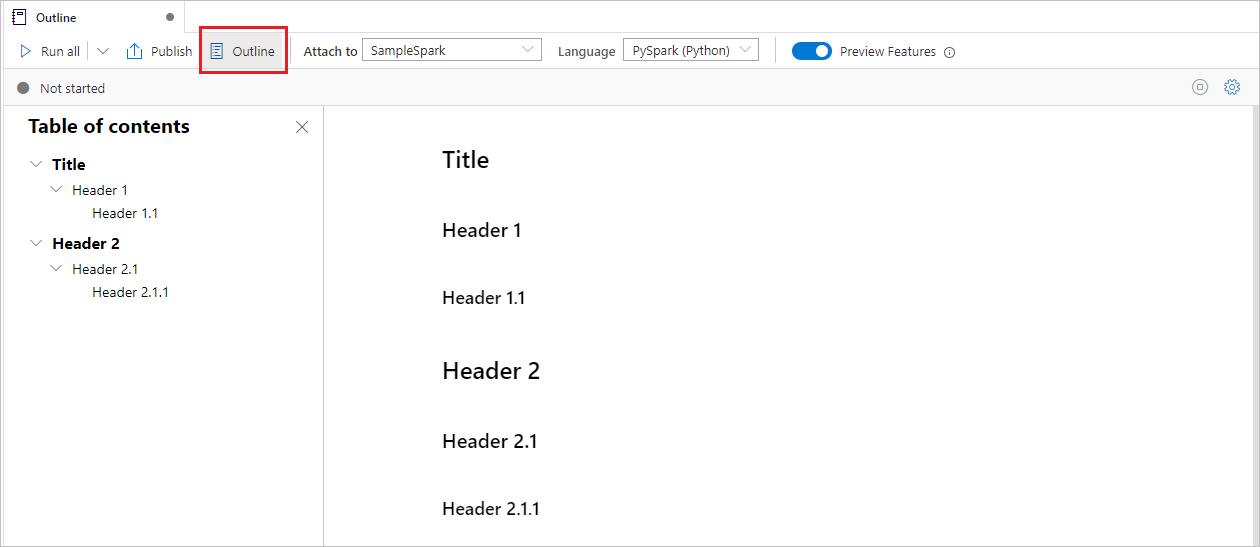 Outline
Run all Publish Outline Attach to SampleSpark Language PySpark (Python) Preview Features
Not started
Table of contents
Title
Header 1
Header 1.1
Header 2
Header 2.1
Header 2.1.1
Title
Header 1
Header 1.1
Header 2
Header 2.1
Header 2.1.1